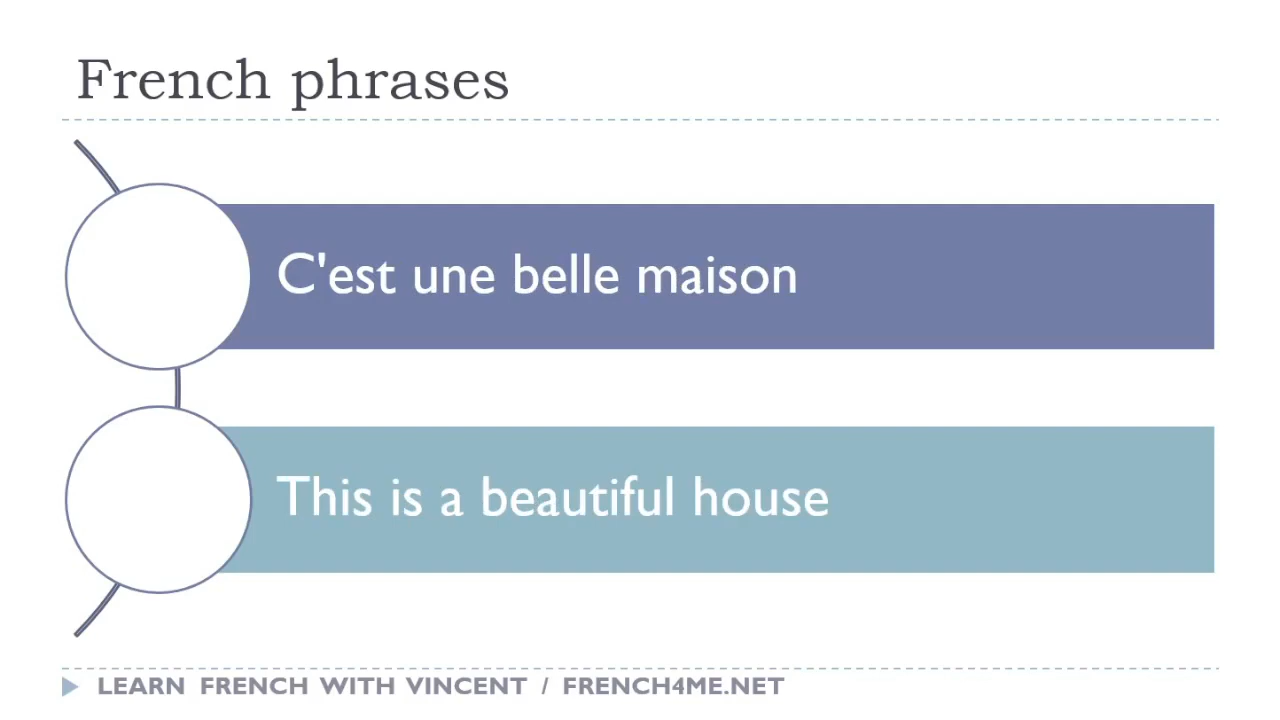 French phrases
C'est une belle maison
This is a beautiful house
LEARN FRENCH WITH VINCENT / FRENCH4ME.NET